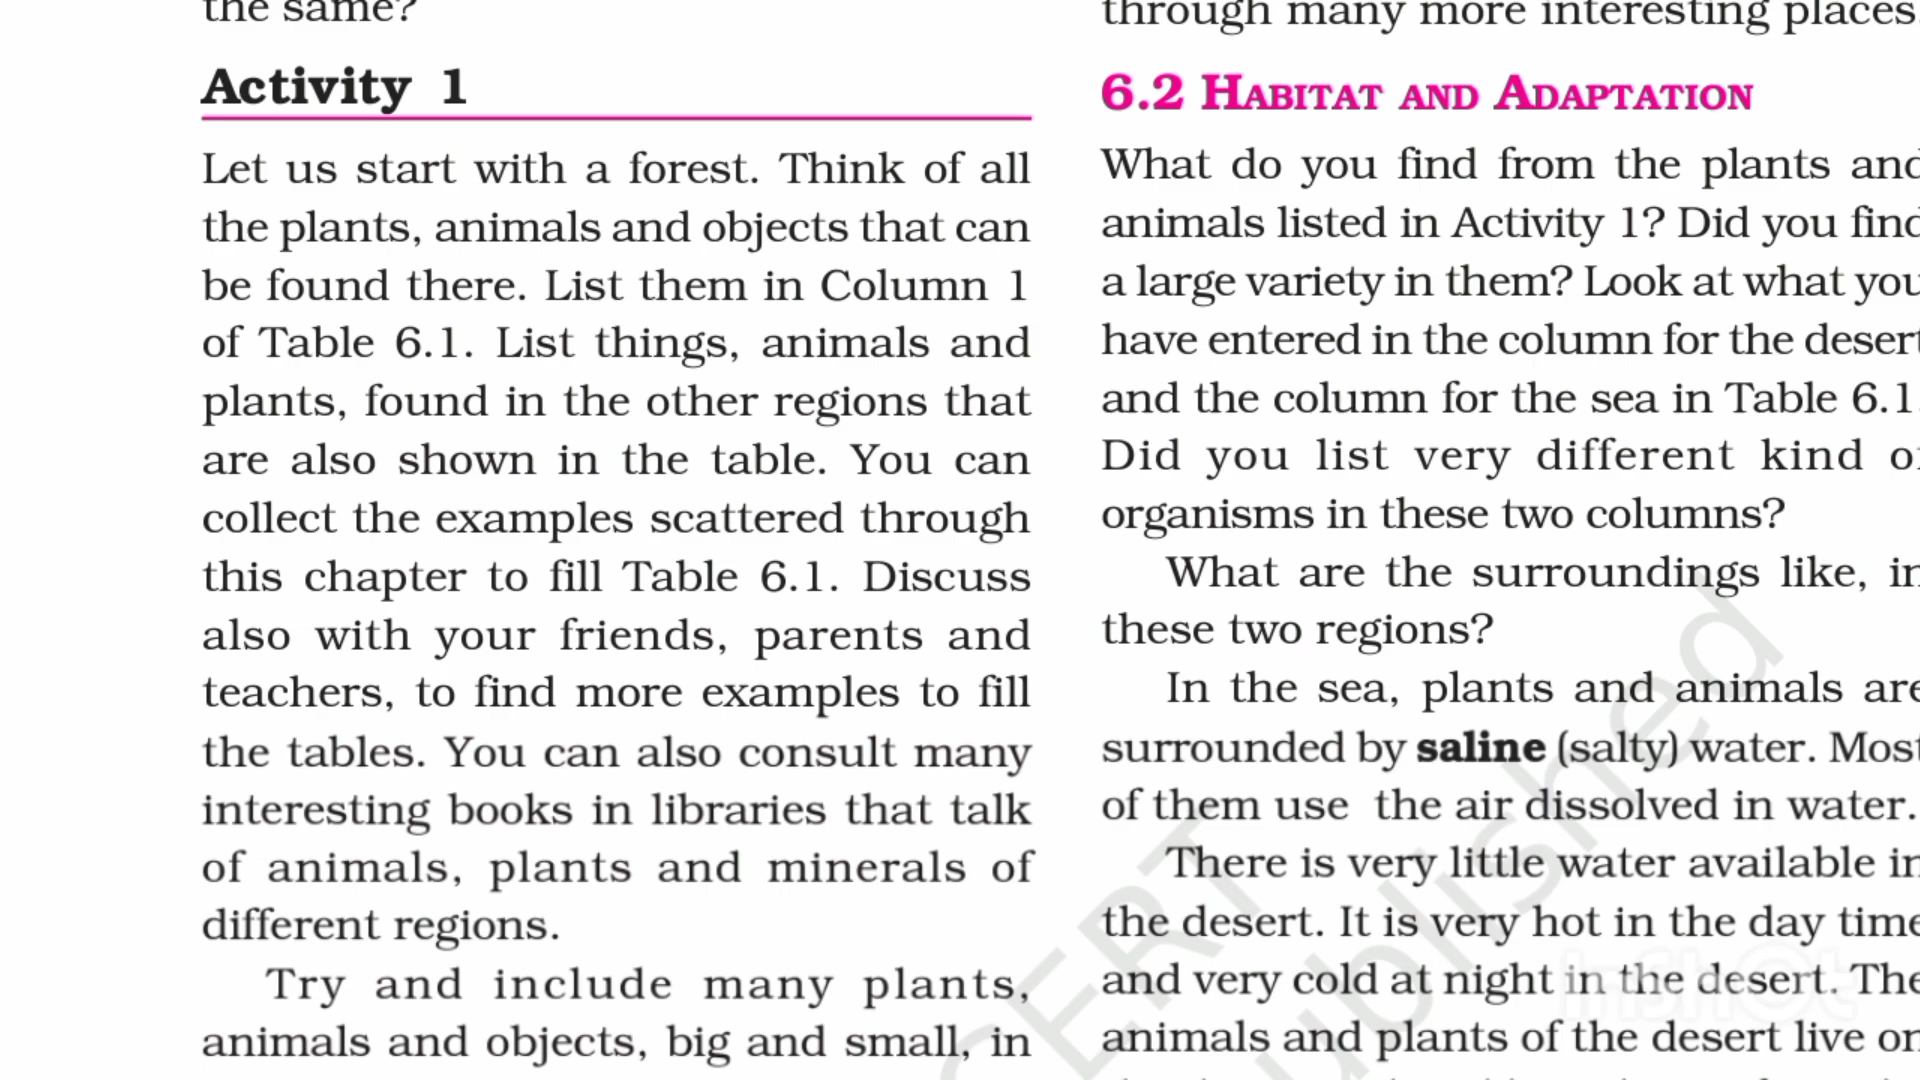 the same?
Activity 1
Let us start with a forest. Think of all
the plants, animals and objects that can
be found there. List them in Column 1
of Table 6.1. List things, animals and
plants, found in the other regions that
are also shown in the table. You can
collect the examples scattered through
this chapter to fill Table 6.1. Discuss
also with your friends, parents and
teachers, to find more examples to fill
the tables. You can also consult many
interesting books in libraries that talk
of animals, plants and minerals of
different regions.
Try and include many plants,
animals and objects, big and small, in
through many more interesting places.
6.2 HABITAT AND ADAPTATION
What do you find from the plants and
animals listed in Activity 1? Did you find
a large variety in them? Look at what you
have entered in the column for the desert
and the column for the sea in Table 6.1.
Did you list very different kind of
organisms in these two columns?
What are the surroundings like, in
these two regions?
In the sea, plants and animals are
surrounded by saline (salty) water. Most
of them use the air dissolved in water.
There is very little water available in
the desert. It is very hot in the day time
and very cold at night in the desert. The
animals and plants of the desert live on
CERT
ublished
InShOt